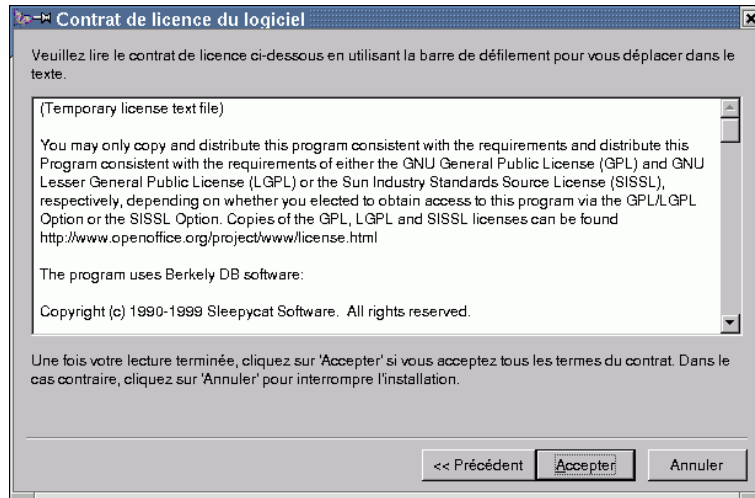 Contrat de licence du logiciel
Veuillez lire le contrat de licence ci-dessous en utilisant la barre de défilement pour vous déplacer dans le
texte.
(Temporary license text file)
You may only copy and distribute this program consistent with the requirements and distribute this
Program consistent with the requirements of either the GNU General Public License (GPL) and GNU
Lesser General Public License (LGPL) or the Sun Industry Standards Source License (SISSL),
respectively, depending on whether you elected to obtain access to this program via the GPL/LGPL
Option or the SISSL Option. Copies of the GPL, LGPL and SISSL licenses can be found
http://www.openoffice.org/project/www/license.html
The program uses Berkely DB software:
Copyright (c) 1990-1999 Sleepycat Software. All rights reserved.
Une fois votre lecture terminée, cliquez sur 'Accepter' si vous acceptez tous les termes du contrat. Dans le
cas contraire, cliquez sur 'Annuler' pour interrompre l'installation.
<< Précédent Accepter Annuler